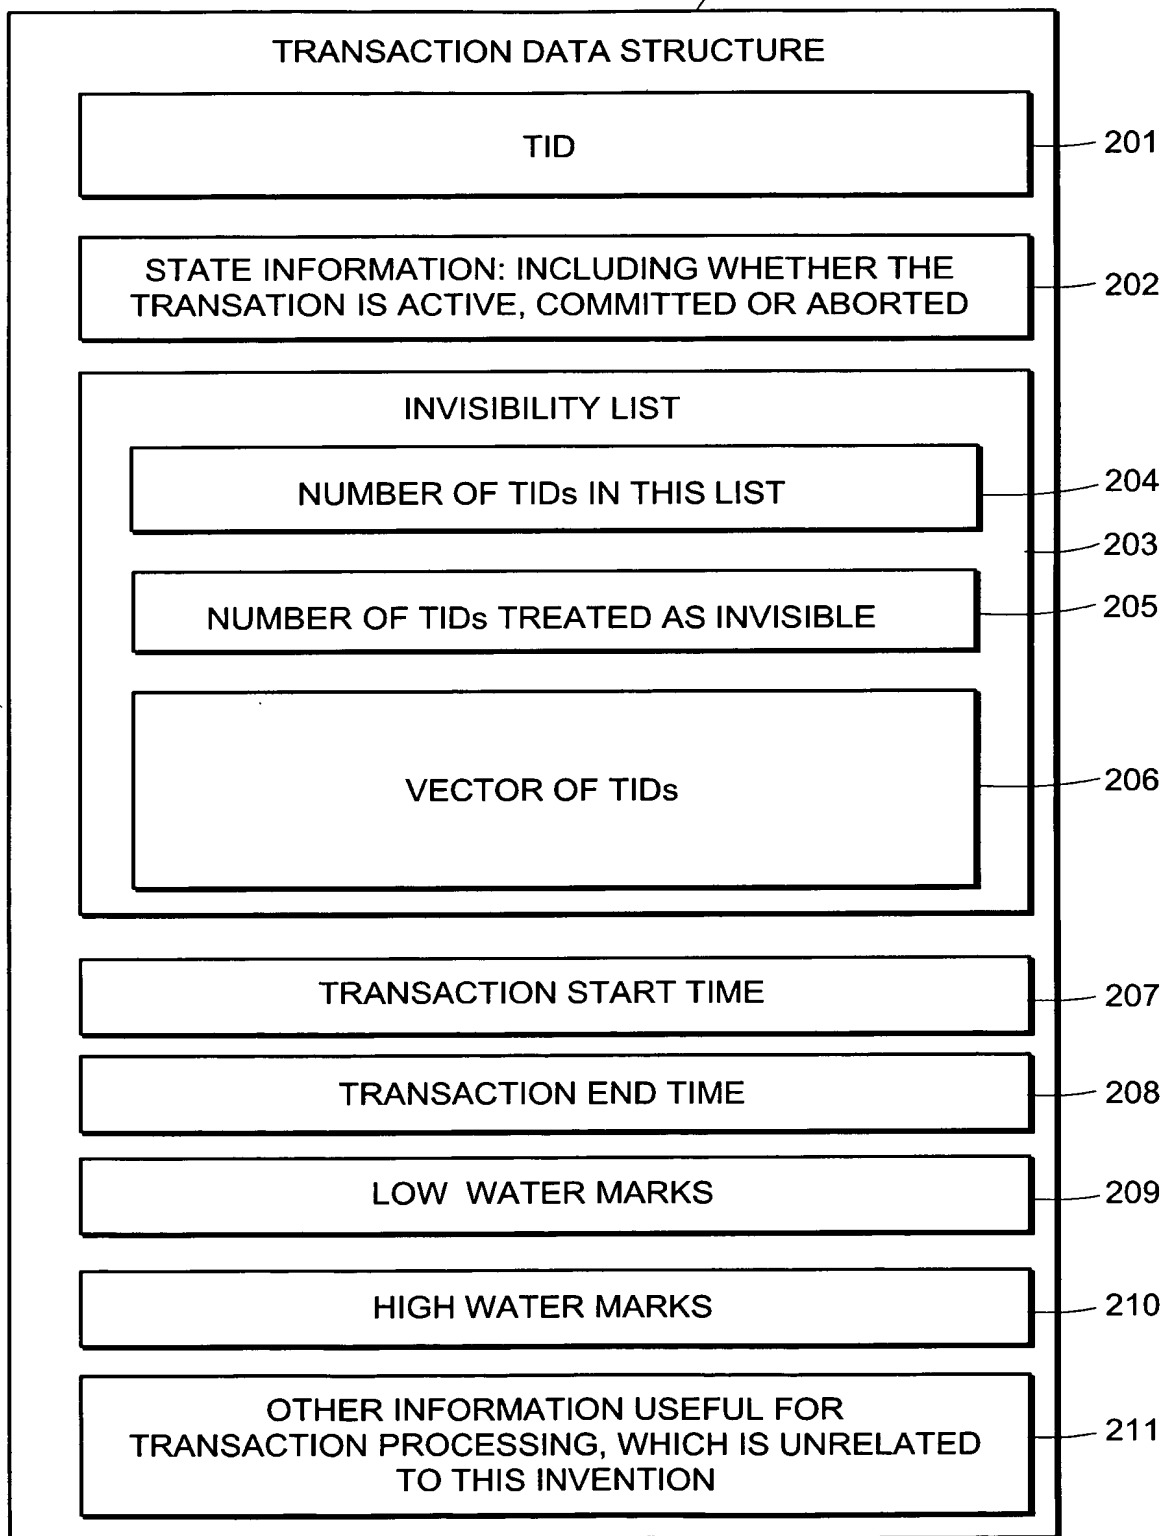 TRANSACTION DATA STRUCTURE
TID
201
STATE INFORMATION: INCLUDING WHETHER THE
TRANSATION IS ACTIVE, COMMITTED OR ABORTED
202
INVISIBILITY LIST
NUMBER OF TIDs IN THIS LIST
204
203
NUMBER OF TIDs TREATED AS INVISIBLE
205
VECTOR OF TIDs
206
TRANSACTION START TIME
207
TRANSACTION END TIME
208
LOW WATER MARKS
209
HIGH WATER MARKS
210
OTHER INFORMATION USEFUL FOR
TRANSACTION PROCESSING, WHICH IS UNRELATED
TO THIS INVENTION
211